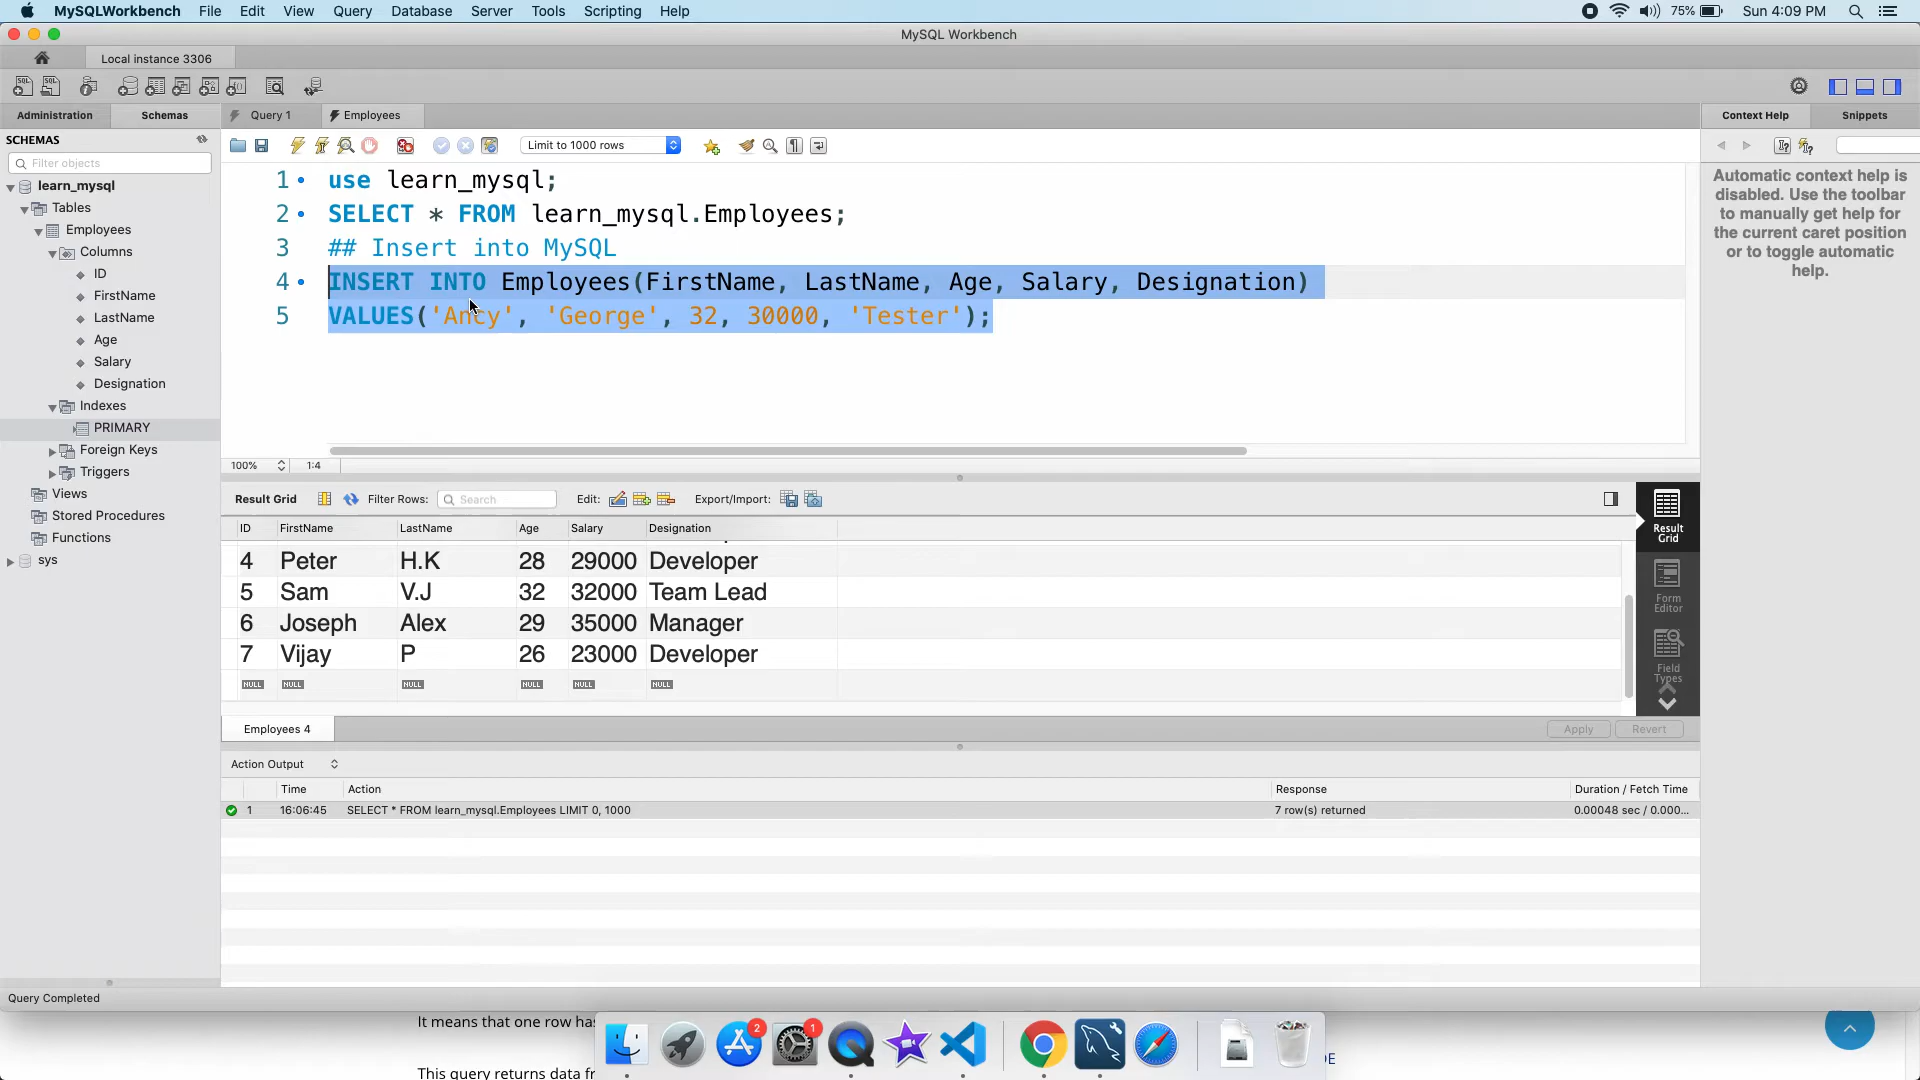 MySQLWorkbench File Edit View Query Database Server Tools Scripting Help 75% Sun 4:09 PM
MySQL Workbench
Local instance 3306
Administration Schemas Query 1 Employees Context Help Snippets
SCHEMAS
Filter objects
learn_mysql
Tables
Employees
Columns
ID
FirstName
LastName
Age
Salary
Designation
Indexes
PRIMARY
Foreign Keys
Triggers
Views
Stored Procedures
Functions
sys
Limit to 1000 rows
1 use learn_mysql;
2 SELECT * FROM learn_mysql.Employees;
3 ## Insert into MySQL
4 INSERT INTO Employees(FirstName, LastName, Age, Salary, Designation)
5 VALUES('Ancy', 'George', 32, 30000, 'Tester');
100% 1:4
Automatic context help is
disabled. Use the toolbar
to manually get help for
the current caret position
or to toggle automatic
help.
Result Grid Filter Rows: Search Edit: Export/Import:
ID FirstName LastName Age Salary Designation
4 Peter H.K 28 29000 Developer
5 Sam V.J 32 32000 Team Lead
6 Joseph Alex 29 35000 Manager
7 Vijay P 26 23000 Developer
NULL NULL NULL NULL NULL NULL
Result
Grid
Form
Editor
Field
Types
Employees 4 Apply Revert
Action Output
Time Action Response Duration / Fetch Time
1 16:06:45 SELECT * FROM learn_mysql.Employees LIMIT 0, 1000 7 row(s) returned 0.00048 sec / 0.000...
Query Completed
It means that one row has
2 1
DE
This query returns data fr